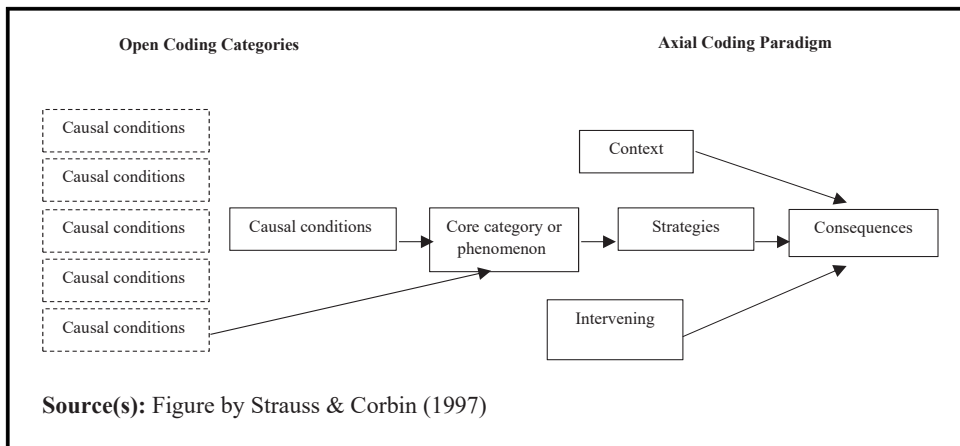 Open Coding Categories
Axial Coding Paradigm
Causal conditions
Causal conditions
Causal conditions
Causal conditions
Causal conditions
Causal conditions
Core category or
phenomenon
Context
Strategies
Intervening
Consequences
Source(s): Figure by Strauss & Corbin (1997)